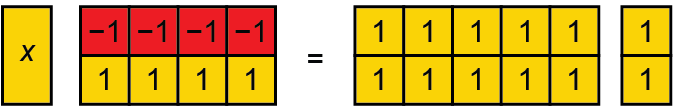 x −1 −1 −1 −1 = 1 1 1 1 1 1
1 1 1 1 1 1 1 1 1 1